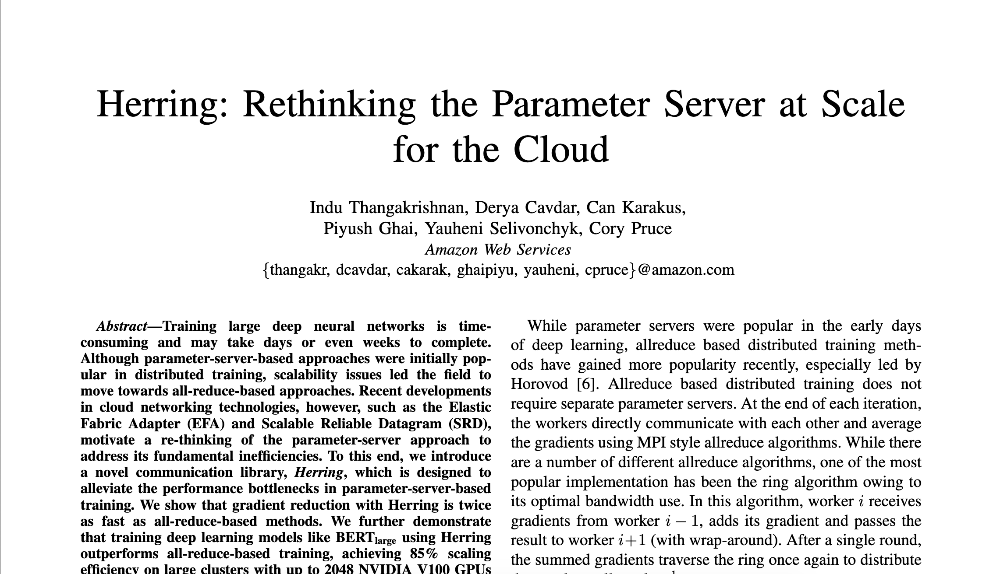 Herring: Rethinking the Parameter Server at Scale
for the Cloud
Indu Thangakrishnan, Derya Cavdar, Can Karakus,
Piyush Ghai, Yauheni Selivonchyk, Cory Pruce
Amazon Web Services
{thangakr, dcavdar, cakarak, ghaipiyu, yauheni, cpruce}@amazon.com
Abstract—Training large deep neural networks is time-
consuming and may take days or even weeks to complete.
Although parameter-server-based approaches were initially pop-
ular in distributed training, scalability issues led the field to
move towards all-reduce-based approaches. Recent developments
in cloud networking technologies, however, such as the Elastic
Fabric Adapter (EFA) and Scalable Reliable Datagram (SRD),
motivate a re-thinking of the parameter-server approach to
address its fundamental inefficiencies. To this end, we introduce
a novel communication library, Herring, which is designed to
alleviate the performance bottlenecks in parameter-server-based
training. We show that gradient reduction with Herring is twice
as fast as all-reduce-based methods. We further demonstrate
that training deep learning models like BERTlarge using Herring
outperforms all-reduce-based training, achieving 85% scaling
efficiency on large clusters with up to 2048 NVIDIA V100 GPUs
While parameter servers were popular in the early days
of deep learning, allreduce based distributed training meth-
ods have gained more popularity recently, especially led by
Horovod [6]. Allreduce based distributed training does not
require separate parameter servers. At the end of each iteration,
the workers directly communicate with each other and average
the gradients using MPI style allreduce algorithms. While there
are a number of different allreduce algorithms, one of the most
popular implementation has been the ring algorithm owing to
its optimal bandwidth use. In this algorithm, worker i receives
gradients from worker i − 1, adds its gradient and passes the
result to worker i+1 (with wrap-around). After a single round,
the summed gradients traverse the ring once again to distribute